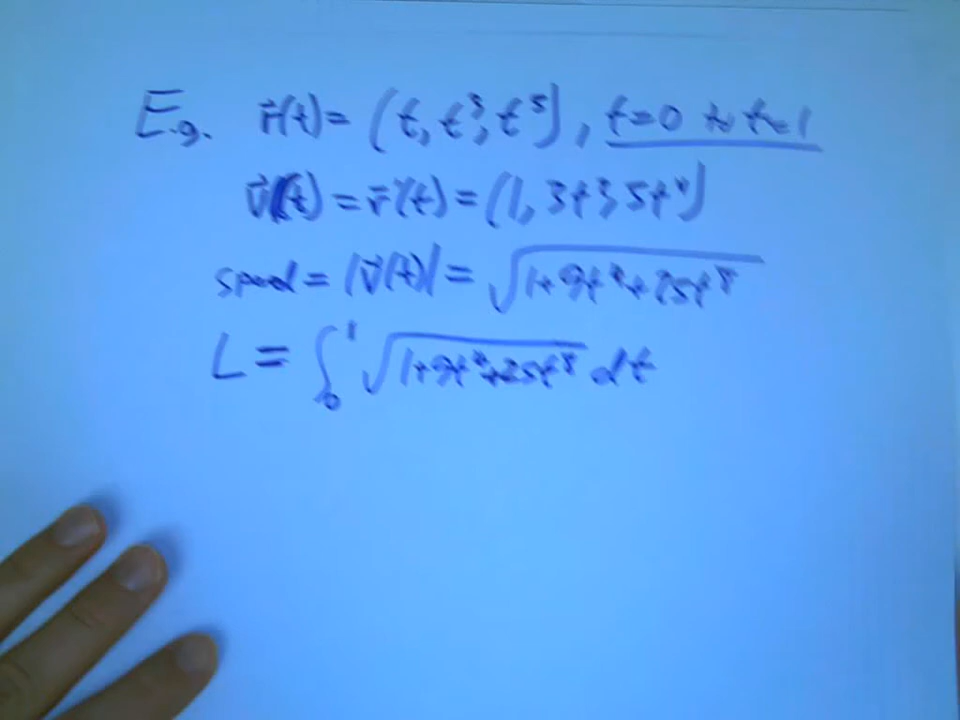 E.g. r⃗(t) = (t, t³, t⁵), t=0 to t=1
v⃗(t) = r⃗'(t) = (1, 3t², 5t⁴)
speed = |v⃗(t)| = √(1+9t⁴+25t⁸)
L = ∫₀¹ √(1+9t⁴+25t⁸) dt